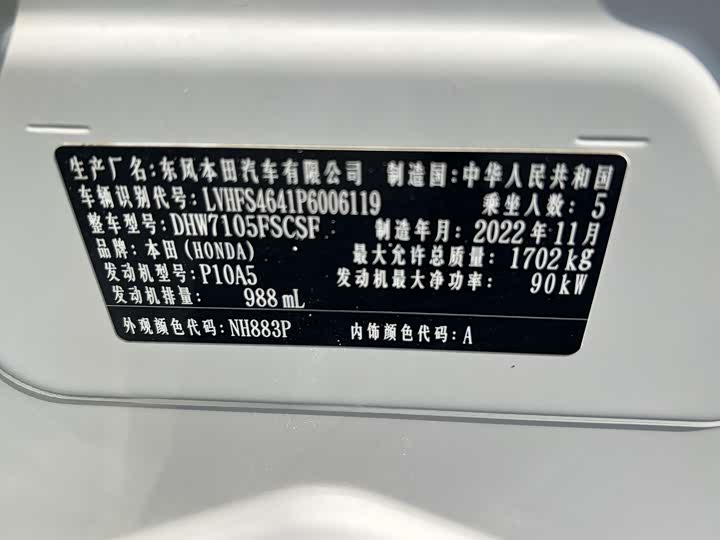 生产厂名:东风本田汽车有限公司 制造国:中华人民共和国
车辆识别代号:LVHFS4641P6006119 乘坐人数:5
整车型号:DHW7105FSCSF 制造年月:2022年11月
品牌:本田(HONDA) 最大允许总质量:1702kg
发动机型号:P10A5 发动机最大净功率:90kW
发动机排量:988mL
外观颜色代码:NH883P 内饰颜色代码:A